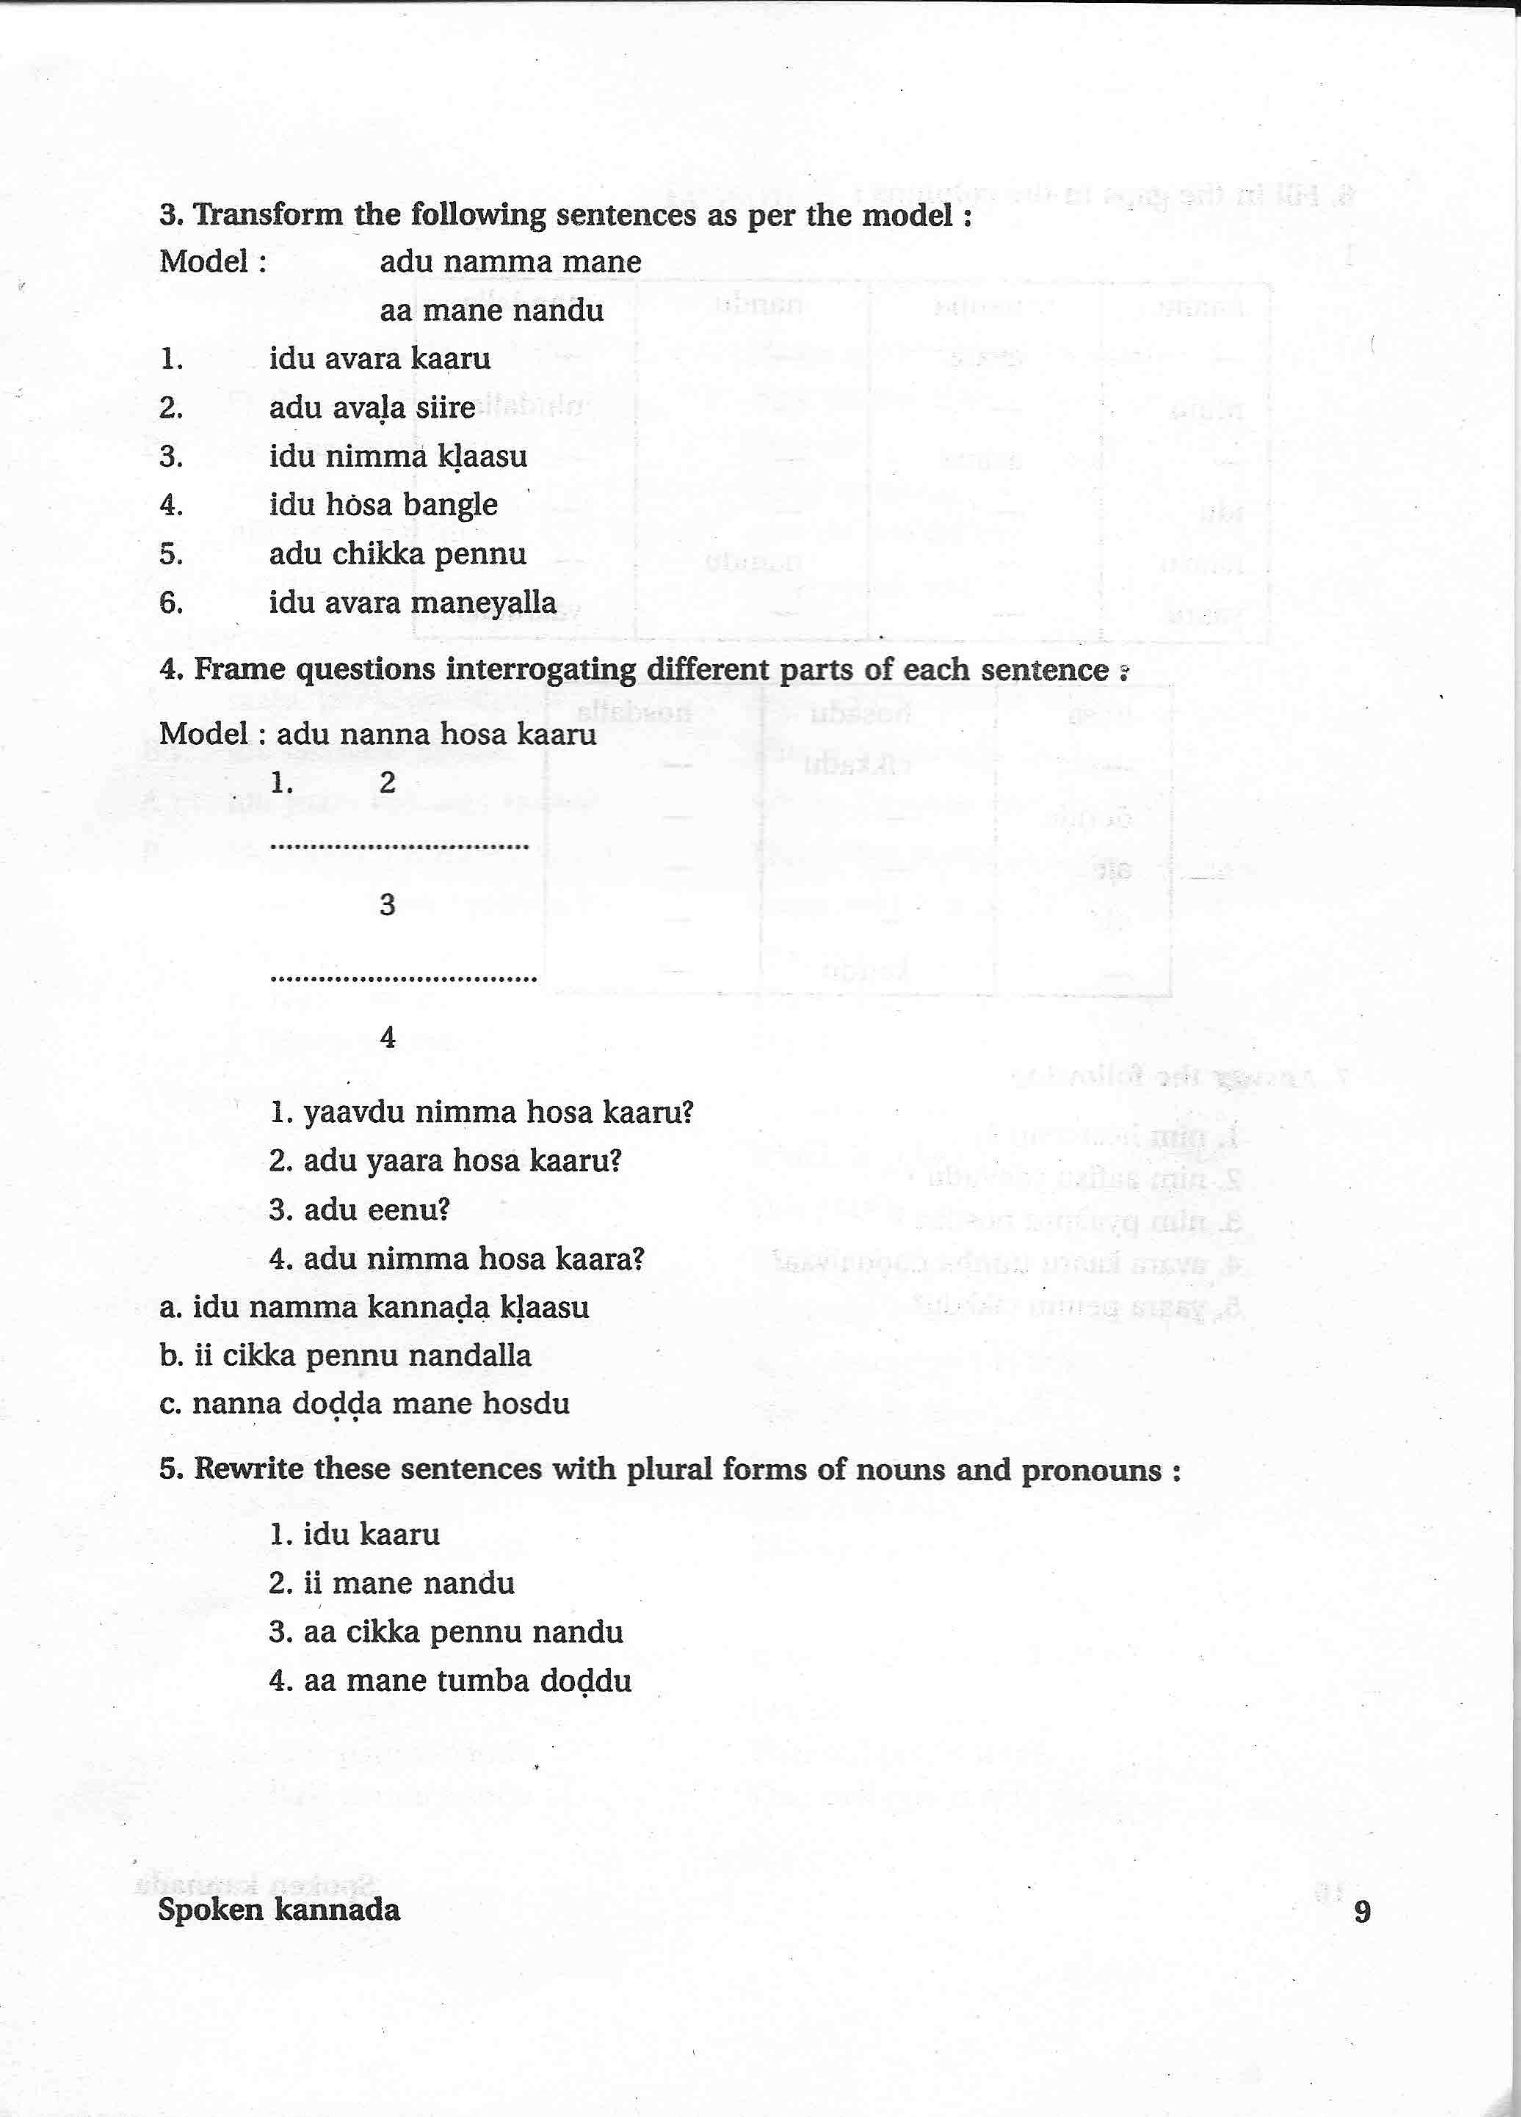 3. Transform the following sentences as per the model :
Model : adu namma mane
aa mane nandu
1. idu avara kaaru
2. adu avaḷa siire
3. idu nimma kḷaasu
4. idu hosa bangle
5. adu chikka pennu
6. idu avara maneyalla
4. Frame questions interrogating different parts of each sentence :
Model : adu nanna hosa kaaru
1. 2
................................
3
.................................
4
1. yaavdu nimma hosa kaaru?
2. adu yaara hosa kaaru?
3. adu eenu?
4. adu nimma hosa kaara?
a. idu namma kannaḍa kḷaasu
b. ii cikka pennu nandalla
c. nanna doḍḍa mane hosdu
5. Rewrite these sentences with plural forms of nouns and pronouns :
1. idu kaaru
2. ii mane nandu
3. aa cikka pennu nandu
4. aa mane tumba doḍdu
Spoken kannada 9